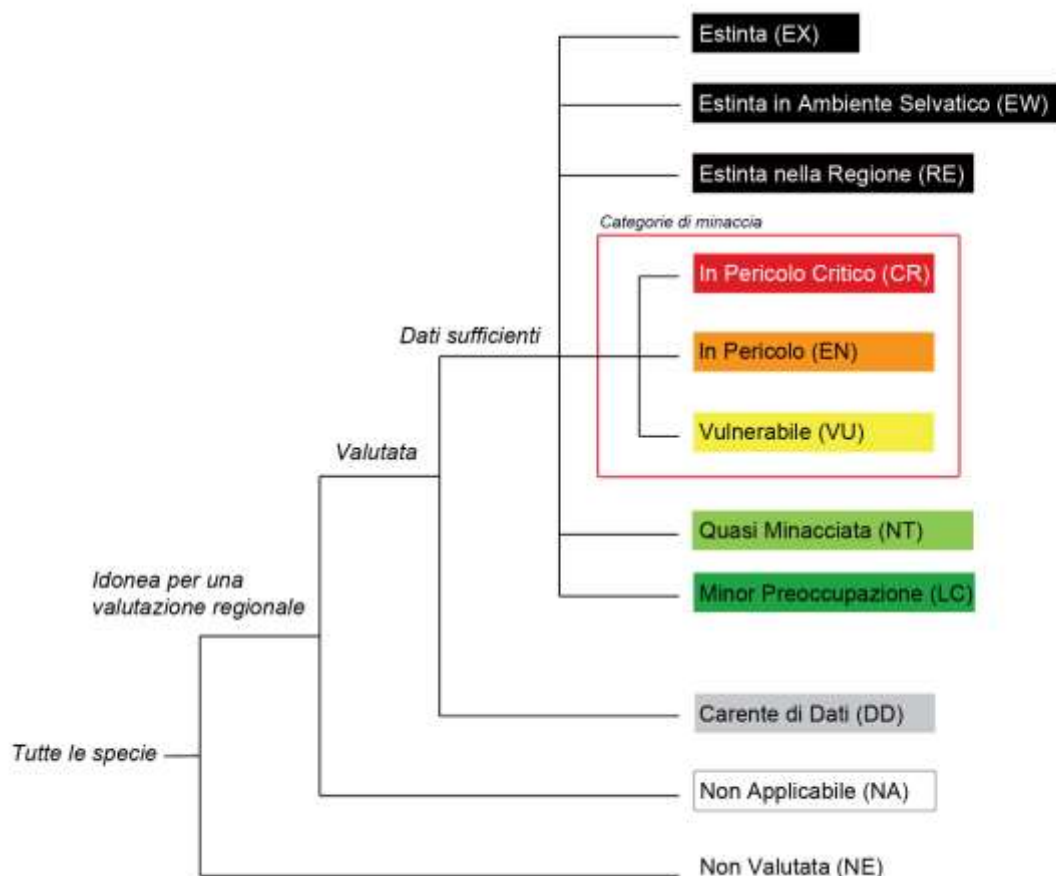 Estinta (EX)
Estinta in Ambiente Selvatico (EW)
Estinta nella Regione (RE)
Categorie di minaccia
In Pericolo Critico (CR)
Dati sufficienti
In Pericolo (EN)
Vulnerabile (VU)
Valutata
Quasi Minacciata (NT)
Idonea per una
valutazione regionale
Minor Preoccupazione (LC)
Carente di Dati (DD)
Tutte le specie
Non Applicabile (NA)
Non Valutata (NE)